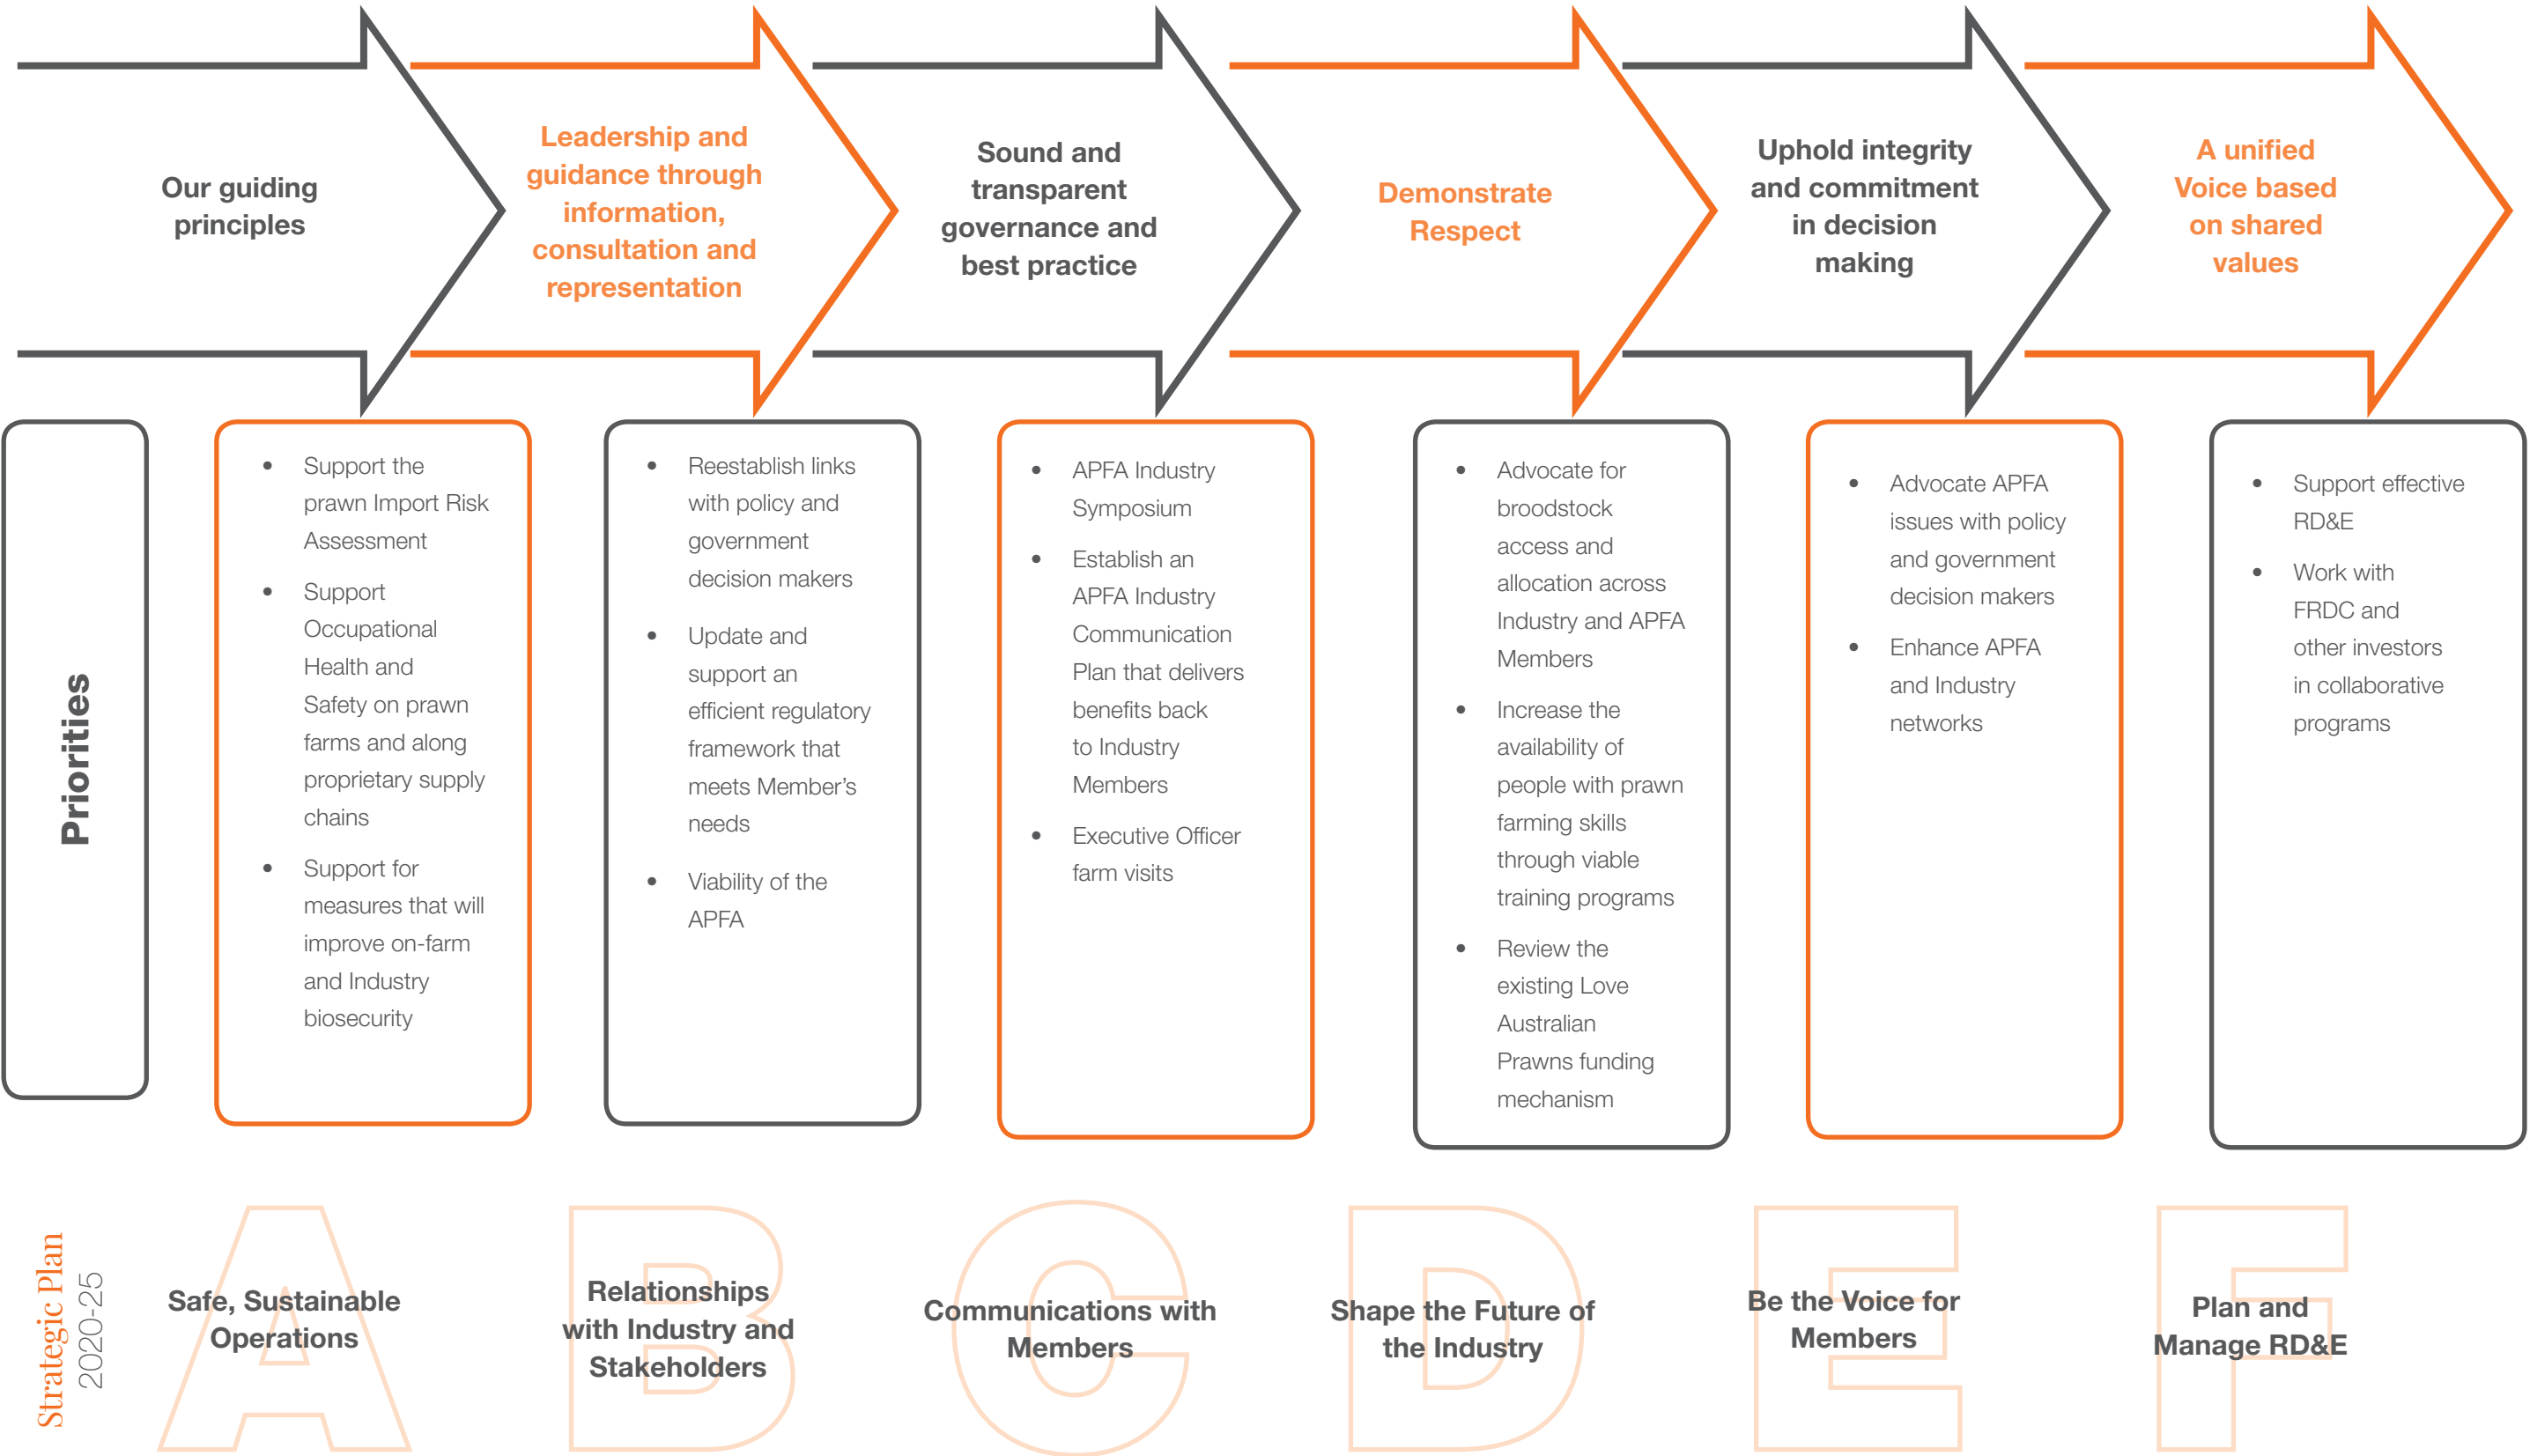 Our guiding
principles
Leadership and
guidance through
information,
consultation and
representation
Sound and
transparent
governance and
best practice
Demonstrate
Respect
Uphold integrity
and commitment
in decision
making
A unified
Voice based
on shared
values
Priorities
• Support the
prawn Import Risk
Assessment
• Support
Occupational
Health and
Safety on prawn
farms and along
proprietary supply
chains
• Support for
measures that will
improve on-farm
and Industry
biosecurity
• Reestablish links
with policy and
government
decision makers
• Update and
support an
efficient regulatory
framework that
meets Member’s
needs
• Viability of the
APFA
• APFA Industry
Symposium
• Establish an
APFA Industry
Communication
Plan that delivers
benefits back
to Industry
Members
• Executive Officer
farm visits
• Advocate for
broodstock
access and
allocation across
Industry and APFA
Members
• Increase the
availability of
people with prawn
farming skills
through viable
training programs
• Review the
existing Love
Australian
Prawns funding
mechanism
• Advocate APFA
issues with policy
and government
decision makers
• Enhance APFA
and Industry
networks
• Support effective
RD&E
• Work with
FRDC and
other investors
in collaborative
programs
Strategic Plan
2020-25
A
Safe, Sustainable
Operations
B
Relationships
with Industry and
Stakeholders
C
Communications with
Members
D
Shape the Future of
the Industry
E
Be the Voice for
Members
F
Plan and
Manage RD&E